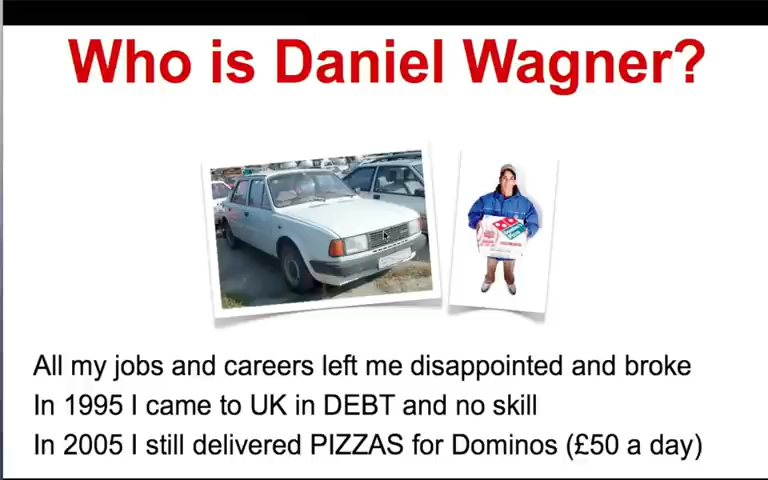 Who is Daniel Wagner?
All my jobs and careers left me disappointed and broke
In 1995 I came to UK in DEBT and no skill
In 2005 I still delivered PIZZAS for Dominos (£50 a day)